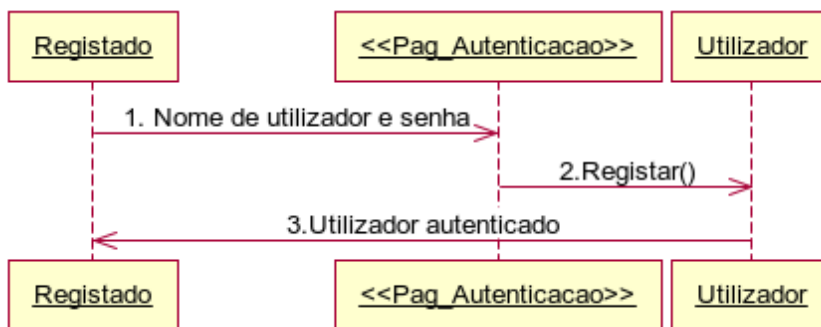 Registado
<<Pag_Autenticacao>>
Utilizador
1. Nome de utilizador e senha
2.Registar()
3.Utilizador autenticado
Registado
<<Pag_Autenticacao>>
Utilizador